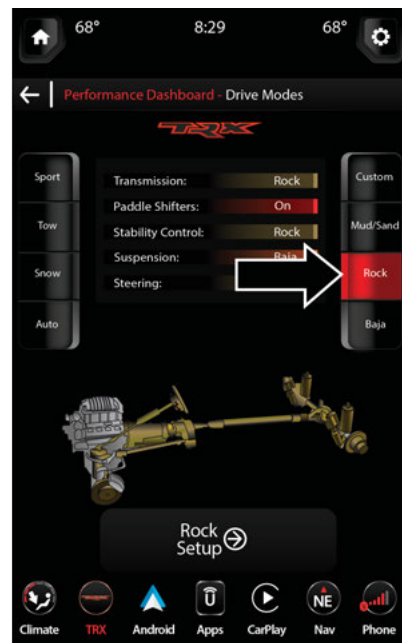 68° 8:29 68°
Performance Dashboard - Drive Modes
TRX
Sport
Tow
Snow
Auto
Transmission: Rock
Paddle Shifters: On
Stability Control: Rock
Suspension: Baja
Steering:
Custom
Mud/Sand
Rock
Baja
Rock
Setup
Climate TRX Android Apps CarPlay Nav Phone
Û NE